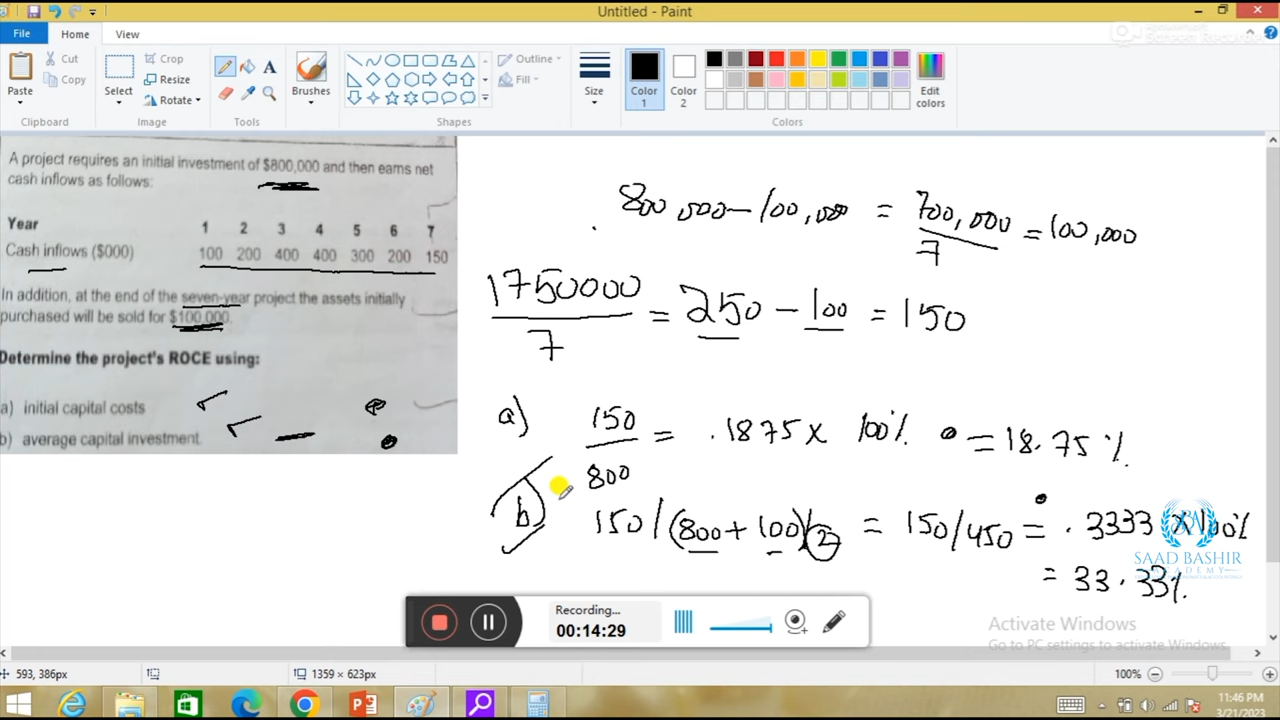 Untitled - Paint
File Home View
Paste Cut Copy
Clipboard
Select Crop Resize Rotate
Image
Tools
Brushes
Shapes
Outline Fill
Size
Color 1 Color 2
Edit colors
Colors
A project requires an initial investment of $800,000 and then earns net
cash inflows as follows:
Year 1 2 3 4 5 6 7
Cash inflows ($000) 100 200 400 400 300 200 150
In addition, at the end of the seven-year project the assets initially
purchased will be sold for $100,000.
Determine the project's ROCE using:
a) initial capital costs
b) average capital investment.
800,000 - 100,000 = 700,000 / 7 = 100,000
1750000 / 7 = 250 - 100 = 150
a) 150 / 800 = .1875 x 100% = 18.75%
b) 150/(800+100)/2 = 150/450 = .3333 x 100%
= 33.33%
SAAD BASHIR
ACADEMY
Recording...
00:14:29
Activate Windows
Go to PC settings to activate Windows.
593, 386px
1359 × 623px
100%
11:46 PM
3/21/2023